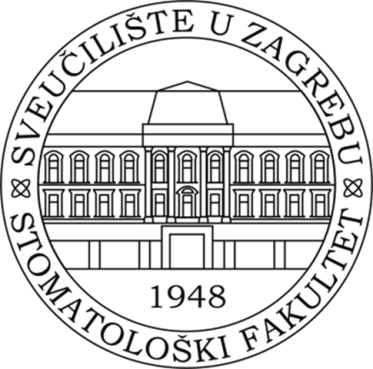 SVEUČILIŠTE U ZAGREBU
STOMATOLOŠKI FAKULTET
1948